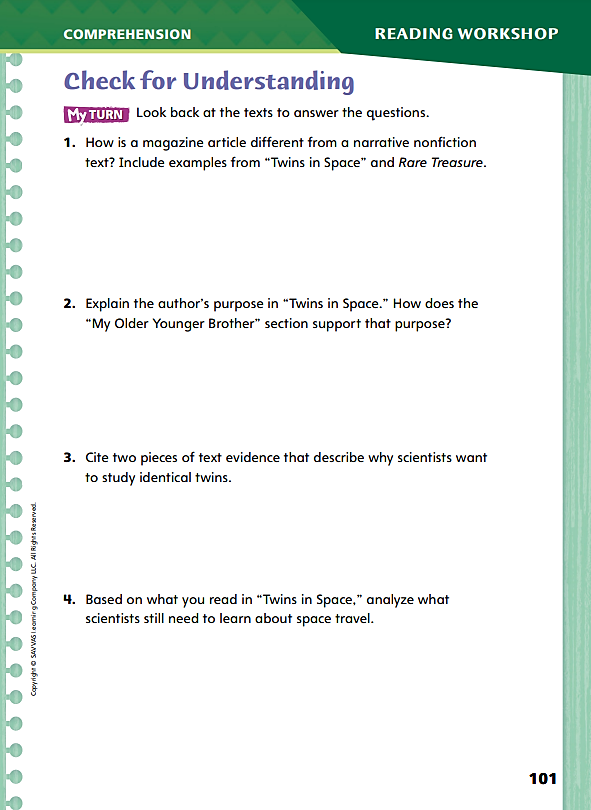 COMPREHENSION
READING WORKSHOP
Check for Understanding
My TURN Look back at the texts to answer the questions.
1. How is a magazine article different from a narrative nonfiction
text? Include examples from “Twins in Space” and Rare Treasure.
2. Explain the author’s purpose in “Twins in Space.” How does the
“My Older Younger Brother” section support that purpose?
3. Cite two pieces of text evidence that describe why scientists want
to study identical twins.
4. Based on what you read in “Twins in Space,” analyze what
scientists still need to learn about space travel.
Copyright © SAVVAS Learning Company LLC. All Rights Reserved.
101